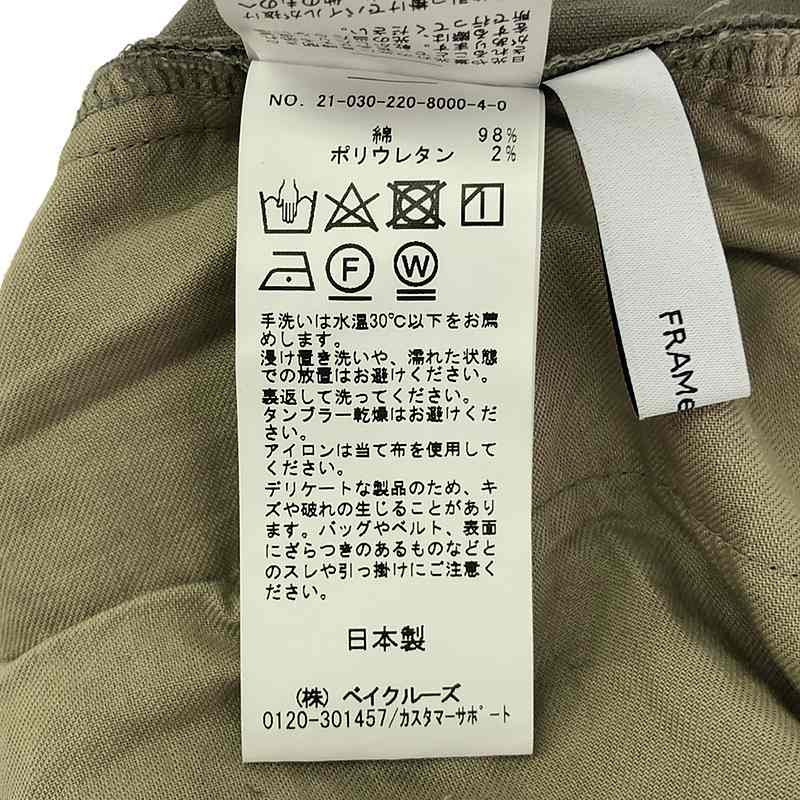 NO. 21-030-220-8000-4-0
綿 98%
ポリウレタン 2%
F
W
手洗いは水温30℃以下をお薦
めします。
浸け置き洗いや、濡れた状態
での放置はお避けください。
裏返して洗ってください。
タンブラー乾燥はお避けくだ
さい。
アイロンは当て布を使用して
ください。
デリケートな製品のため、キ
ズや破れの生じることがあり
ます。バッグやベルト、表面
にざらつきのあるものなどと
のスレや引っ掛けにご注意く
ださい。
日本製
(株) ベイクルーズ
0120-301457/カスタマーサポート
FRAMe